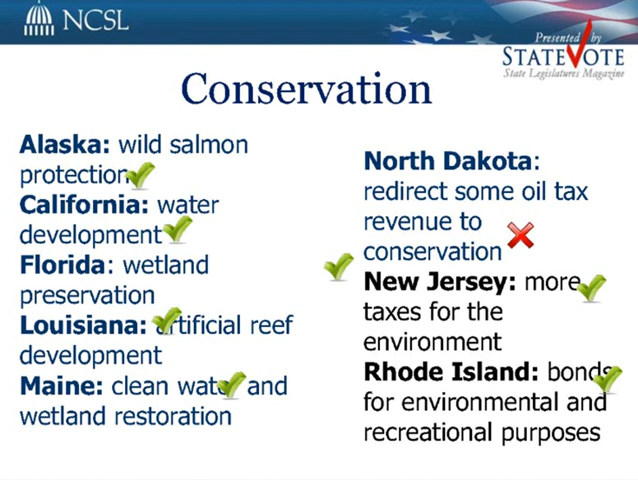 NCSL
Presented by
STATEVOTE
State Legislatures Magazine
Conservation
Alaska: wild salmon
protection
California: water
development
Florida: wetland
preservation
Louisiana: artificial reef
development
Maine: clean water and
wetland restoration
North Dakota:
redirect some oil tax
revenue to
conservation
New Jersey: more
taxes for the
environment
Rhode Island: bonds
for environmental and
recreational purposes